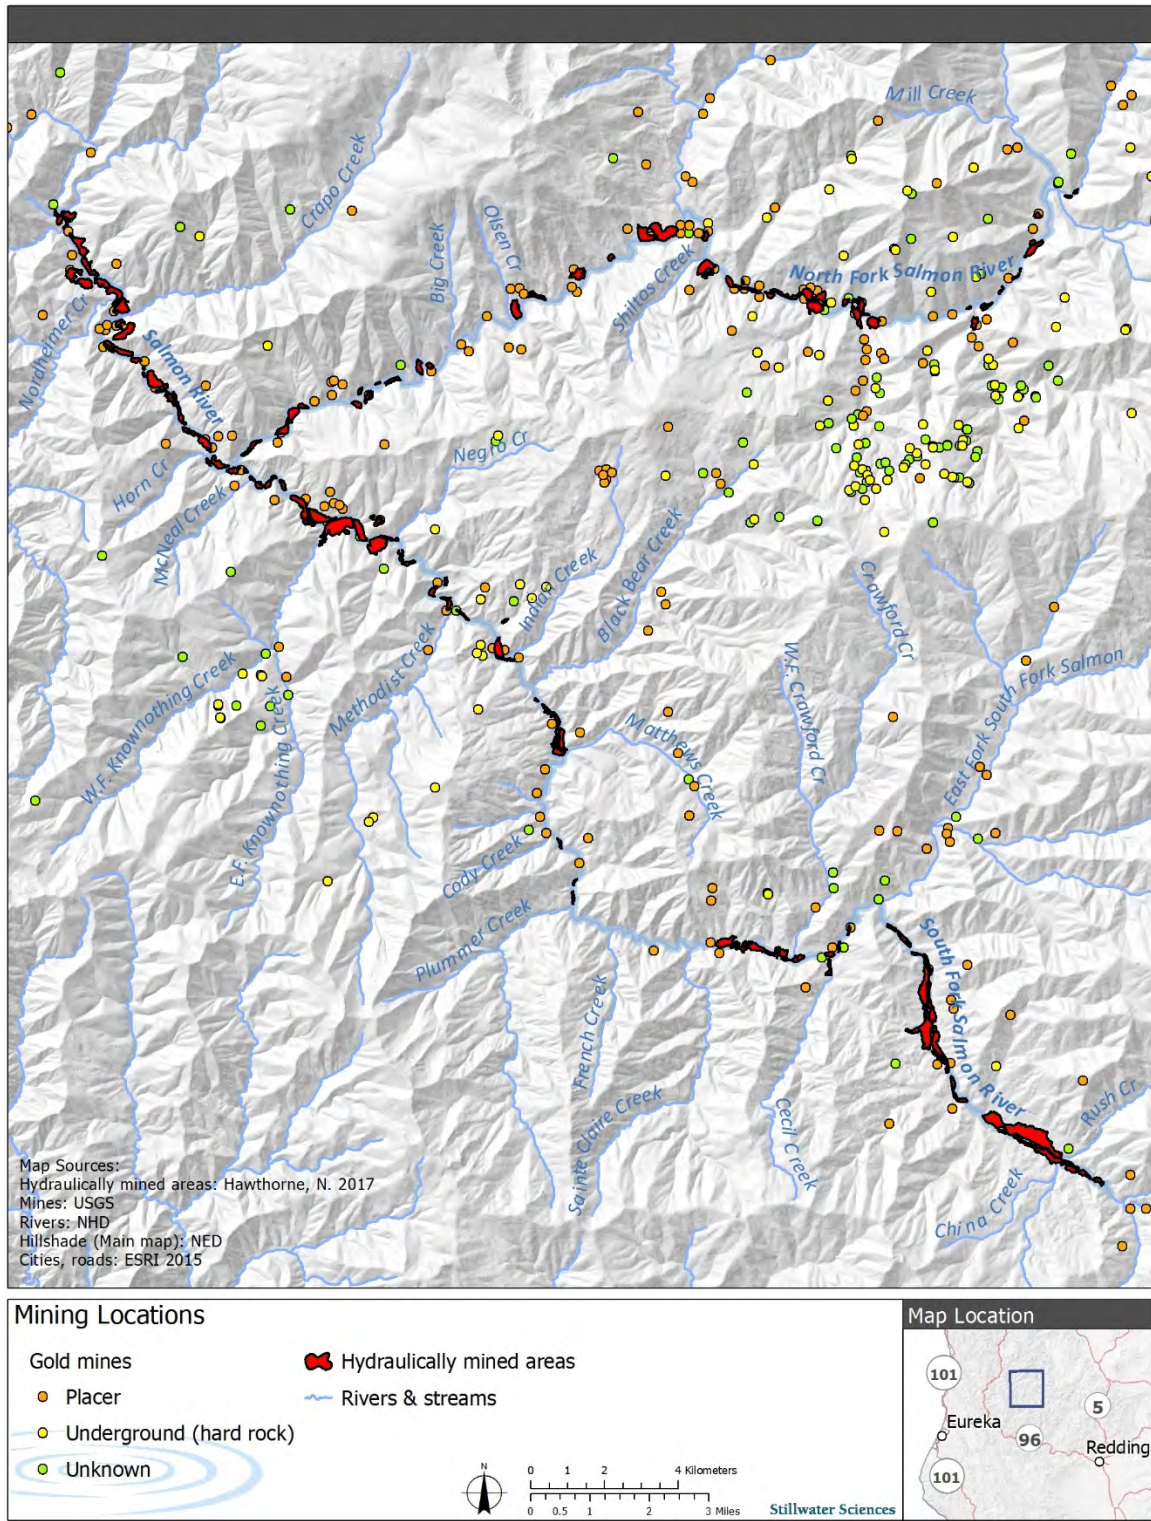 Mill Creek
Crapo Creek
Olsen Cr
Big Creek
Shiltos Creek
North Fork Salmon River
Nordheimer Cr
Salmon River
Negro Cr
Horn Cr
McNeal Creek
Indian Creek
Black Bear Creek
Crawford Cr
W.F. Crawford Cr
East Fork South Fork Salmon
W.F. Knownothing Creek
Methodist Creek
Matthews Creek
E.F. Knownothing Creek
Cody Creek
Plummer Creek
French Creek
South Fork Salmon River
Sainte Claire Creek
Cecil Creek
Rush Cr
China Creek
Map Sources:
Hydraulically mined areas: Hawthorne, N. 2017
Mines: USGS
Rivers: NHD
Hillshade (Main map): NED
Cities, roads: ESRI 2015
Mining Locations
Gold mines
Placer
Underground (hard rock)
Unknown
Hydraulically mined areas
Rivers & streams
N
0 1 2 4 Kilometers
0 0.5 1 2 3 Miles
Stillwater Sciences
Map Location
101
5
Eureka
96
Redding
101